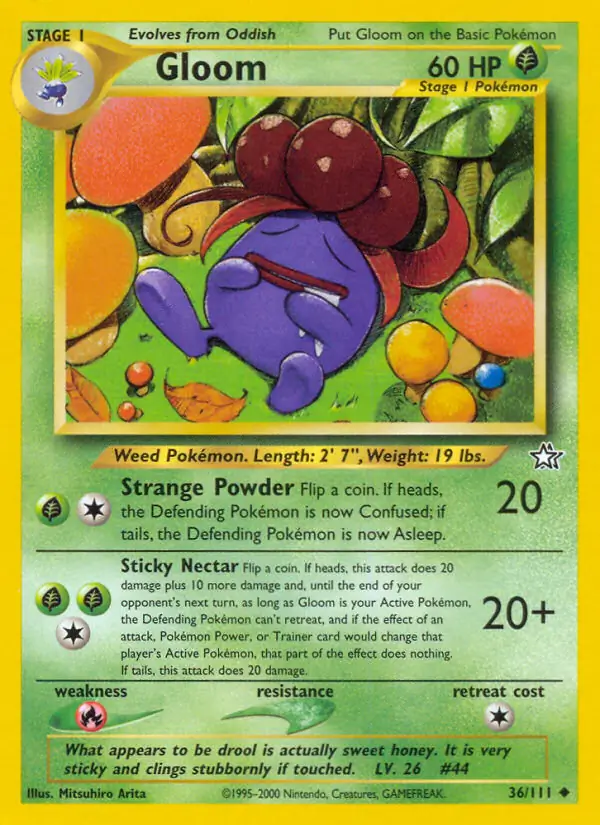 STAGE 1 Evolves from Oddish Put Gloom on the Basic Pokémon
Gloom 60 HP
Stage 1 Pokémon
Weed Pokémon. Length: 2' 7", Weight: 19 lbs.
Strange Powder Flip a coin. If heads,
the Defending Pokémon is now Confused; if
tails, the Defending Pokémon is now Asleep.
20
Sticky Nectar Flip a coin. If heads, this attack does 20
damage plus 10 more damage and, until the end of your
opponent's next turn, as long as Gloom is your Active Pokémon,
the Defending Pokémon can't retreat, and if the effect of an
attack, Pokémon Power, or Trainer card would change that
player's Active Pokémon, that part of the effect does nothing.
If tails, this attack does 20 damage.
20+
weakness resistance retreat cost
What appears to be drool is actually sweet honey. It is very
sticky and clings stubbornly if touched. LV. 26 #44
Illus. Mitsuhiro Arita ©1995-2000 Nintendo, Creatures, GAMEFREAK. 36/111